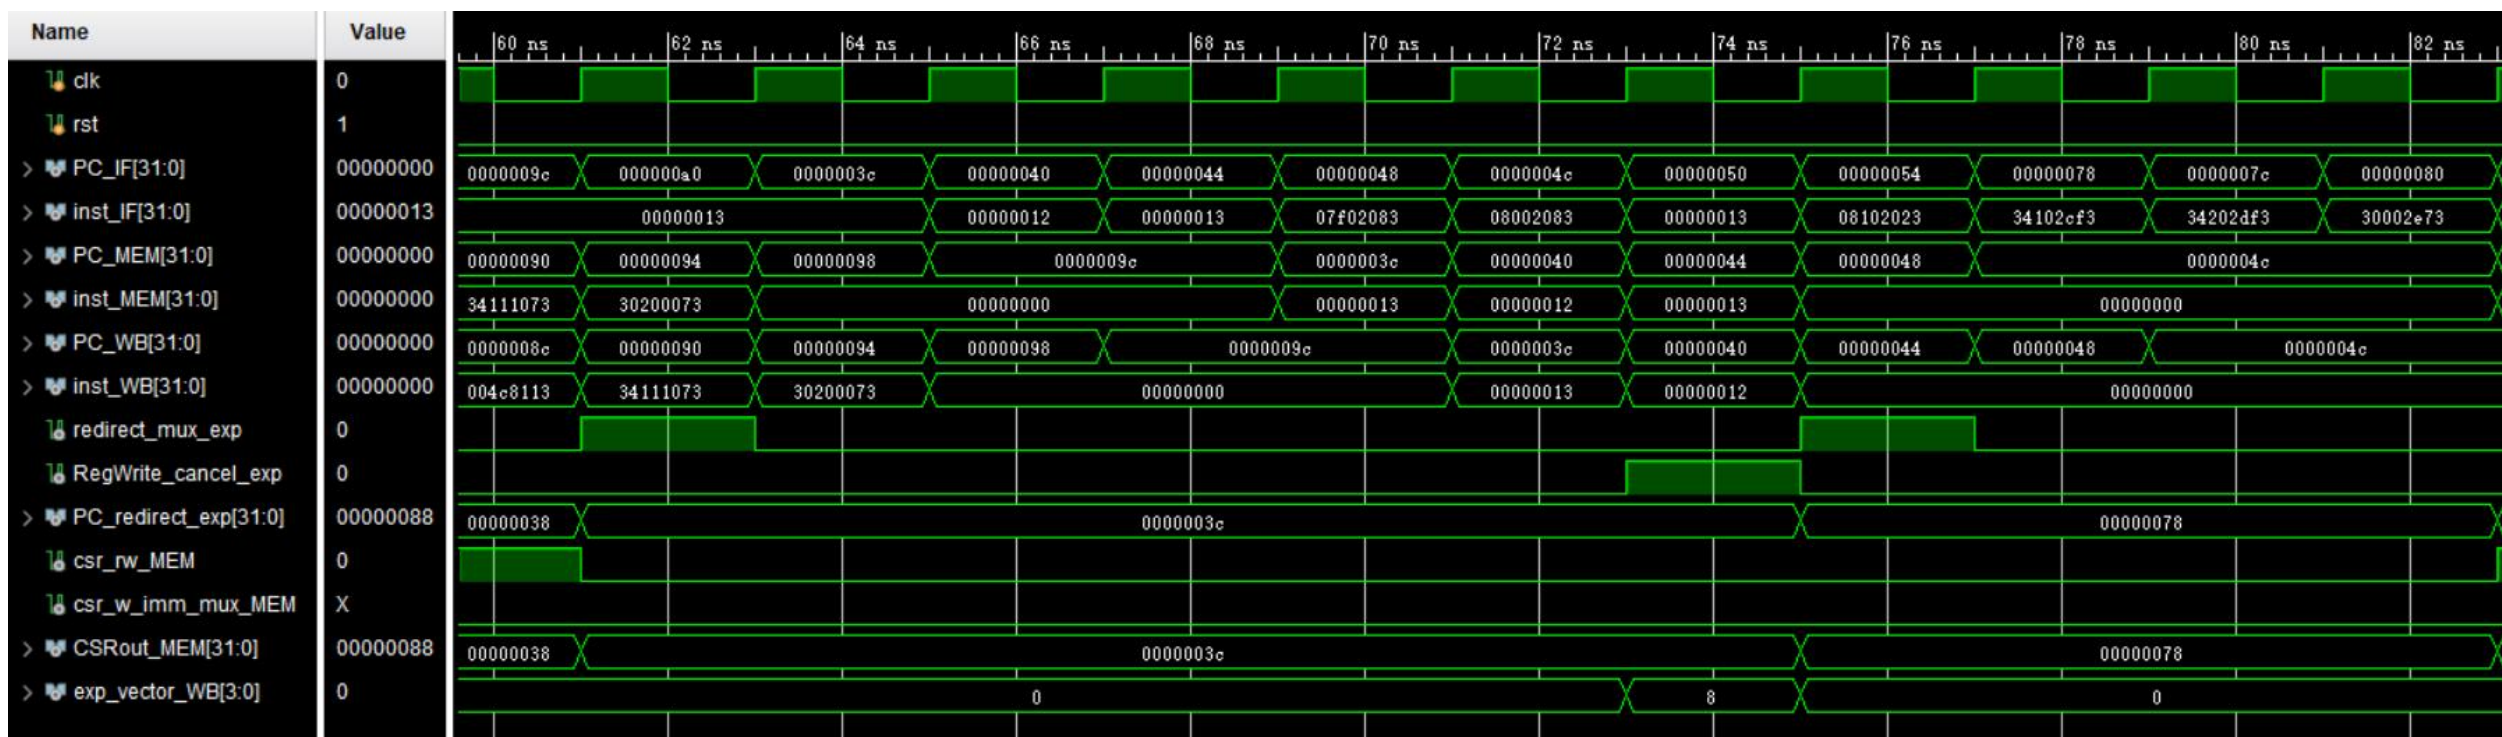 Name Value 60 ns 62 ns 64 ns 66 ns 68 ns 70 ns 72 ns 74 ns 76 ns 78 ns 80 ns 82 ns
clk 0
rst 1
PC_IF[31:0] 00000000 0000009c 000000a0 0000003c 00000040 00000044 00000048 0000004c 00000050 00000054 00000078 0000007c 00000080
inst_IF[31:0] 00000013 00000013 00000012 00000013 07f02083 08002083 00000013 08102023 34102cf3 34202df3 30002e73
PC_MEM[31:0] 00000000 00000090 00000094 00000098 0000009c 0000003c 00000040 00000044 00000048 0000004c
inst_MEM[31:0] 00000000 34111073 30200073 00000000 00000013 00000012 00000013 00000000
PC_WB[31:0] 00000000 0000008c 00000090 00000094 00000098 0000009c 0000003c 00000040 00000044 00000048 0000004c
inst_WB[31:0] 00000000 004c8113 34111073 30200073 00000000 00000013 00000012 00000000
redirect_mux_exp 0
RegWrite_cancel_exp 0
PC_redirect_exp[31:0] 00000088 00000038 0000003c 00000078
csr_rw_MEM 0
csr_w_imm_mux_MEM X
CSRout_MEM[31:0] 00000088 00000038 0000003c 00000078
exp_vector_WB[3:0] 0 0 8 0